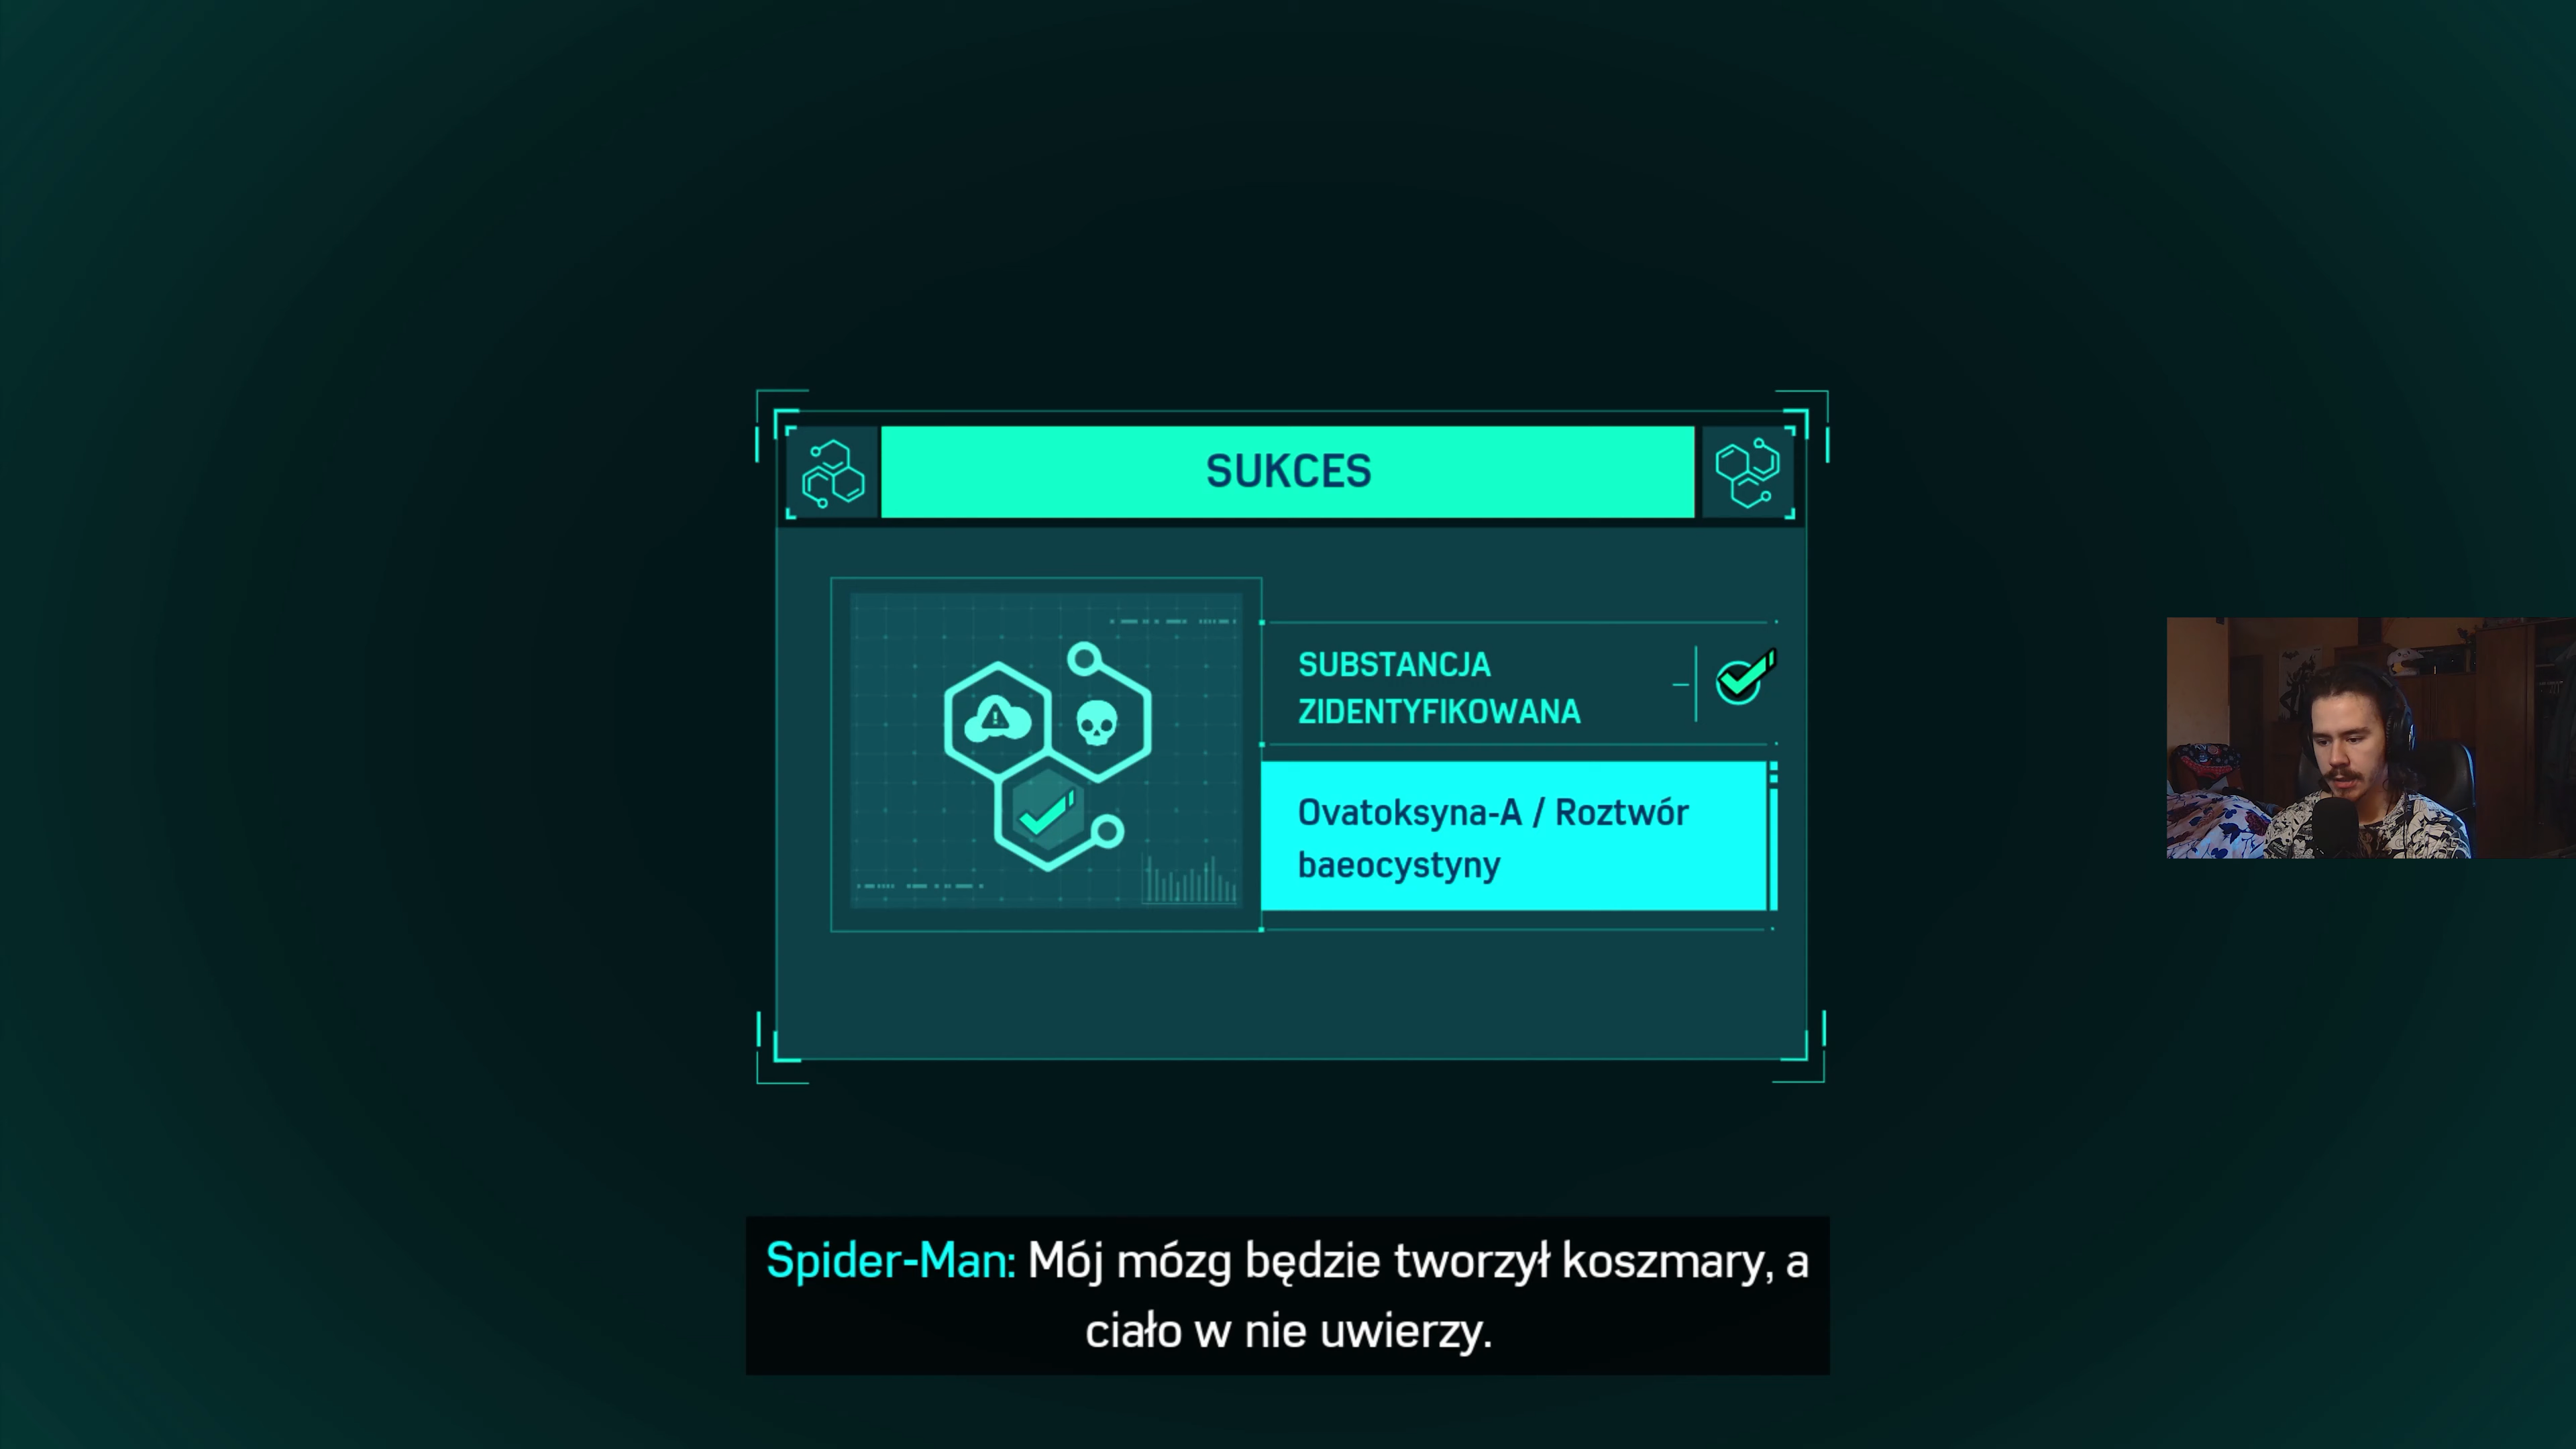 SUKCES
SUBSTANCJA
ZIDENTYFIKOWANA
Ovatoksyna-A / Roztwór
baeocystyny
Spider-Man: Mój mózg będzie tworzył koszmary, a
ciało w nie uwierzy.